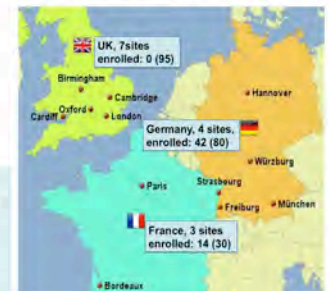 UK, 7sites
enrolled: 0 (95)
Birmingham
Cambridge
Oxford
Cardiff
London
Hannover
Germany, 4 sites,
enrolled: 42 (80)
Würzburg
Paris
Strasbourg
Freiburg
München
France, 3 sites
enrolled: 14 (30)
Bordeaux